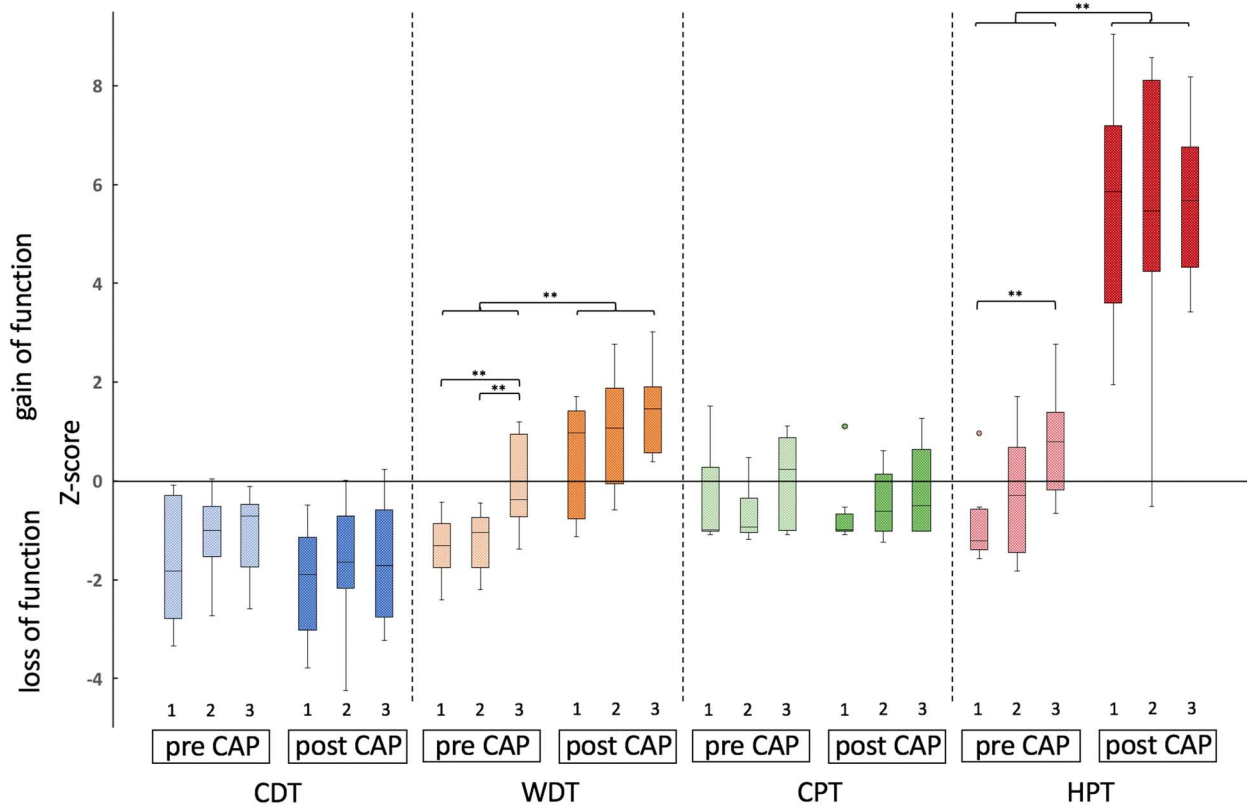 **
8
6
4
**
**
gain of function
2
**
**
Z-score
0
loss of function
-2
-4
1 2 3 1 2 3 1 2 3 1 2 3 1 2 3 1 2 3 1 2 3 1 2 3
pre CAP post CAP pre CAP post CAP pre CAP post CAP pre CAP post CAP
CDT WDT CPT HPT